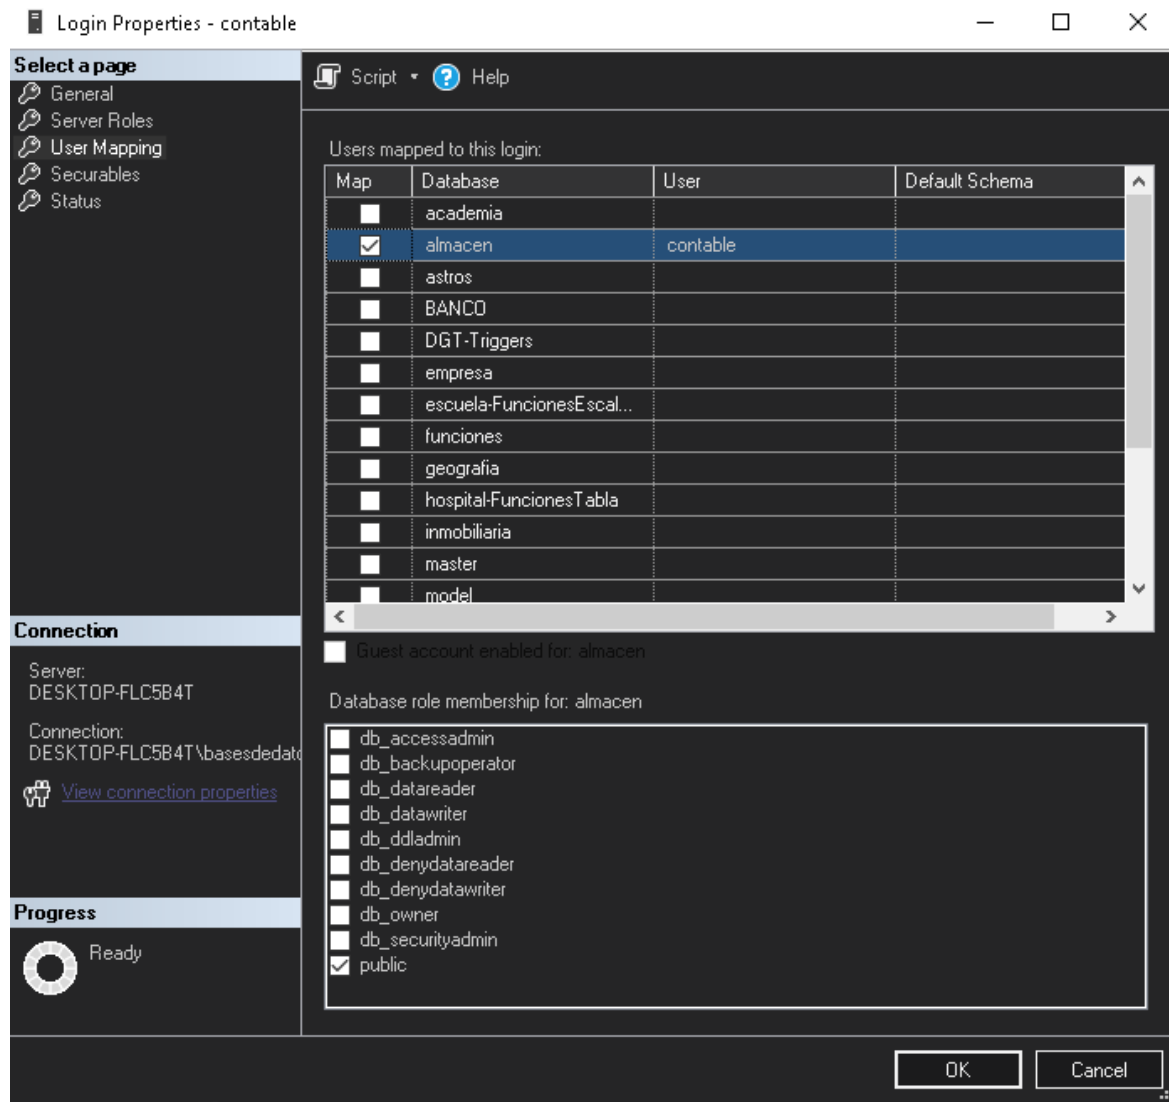 Login Properties - contable
Select a page
General
Server Roles
User Mapping
Securables
Status
Script Help
Users mapped to this login:
Map Database User Default Schema
academia
almacen contable
astros
BANCO
DGT-Triggers
empresa
escuela-FuncionesEscal...
funciones
geografia
hospital-FuncionesTabla
inmobiliaria
master
model
Guest account enabled for: almacen
Database role membership for: almacen
db_accessadmin
db_backupoperator
db_datareader
db_datawriter
db_ddladmin
db_denydatareader
db_denydatawriter
db_owner
db_securityadmin
public
Connection
Server:
DESKTOP-FLC5B4T
Connection:
DESKTOP-FLC5B4T\basesdedato
View connection properties
Progress
Ready
OK Cancel